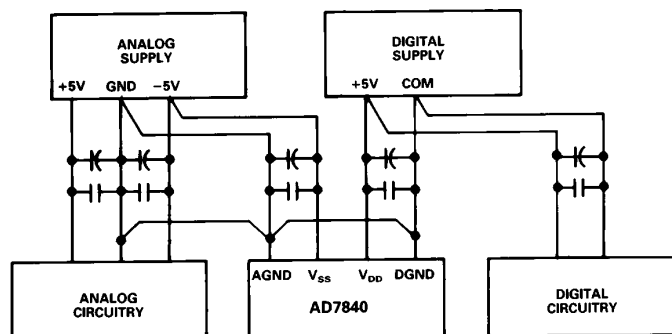 ANALOG
SUPPLY
+5V GND –5V
DIGITAL
SUPPLY
+5V COM
ANALOG
CIRCUITRY
AGND VSS VDD DGND
AD7840
DIGITAL
CIRCUITRY